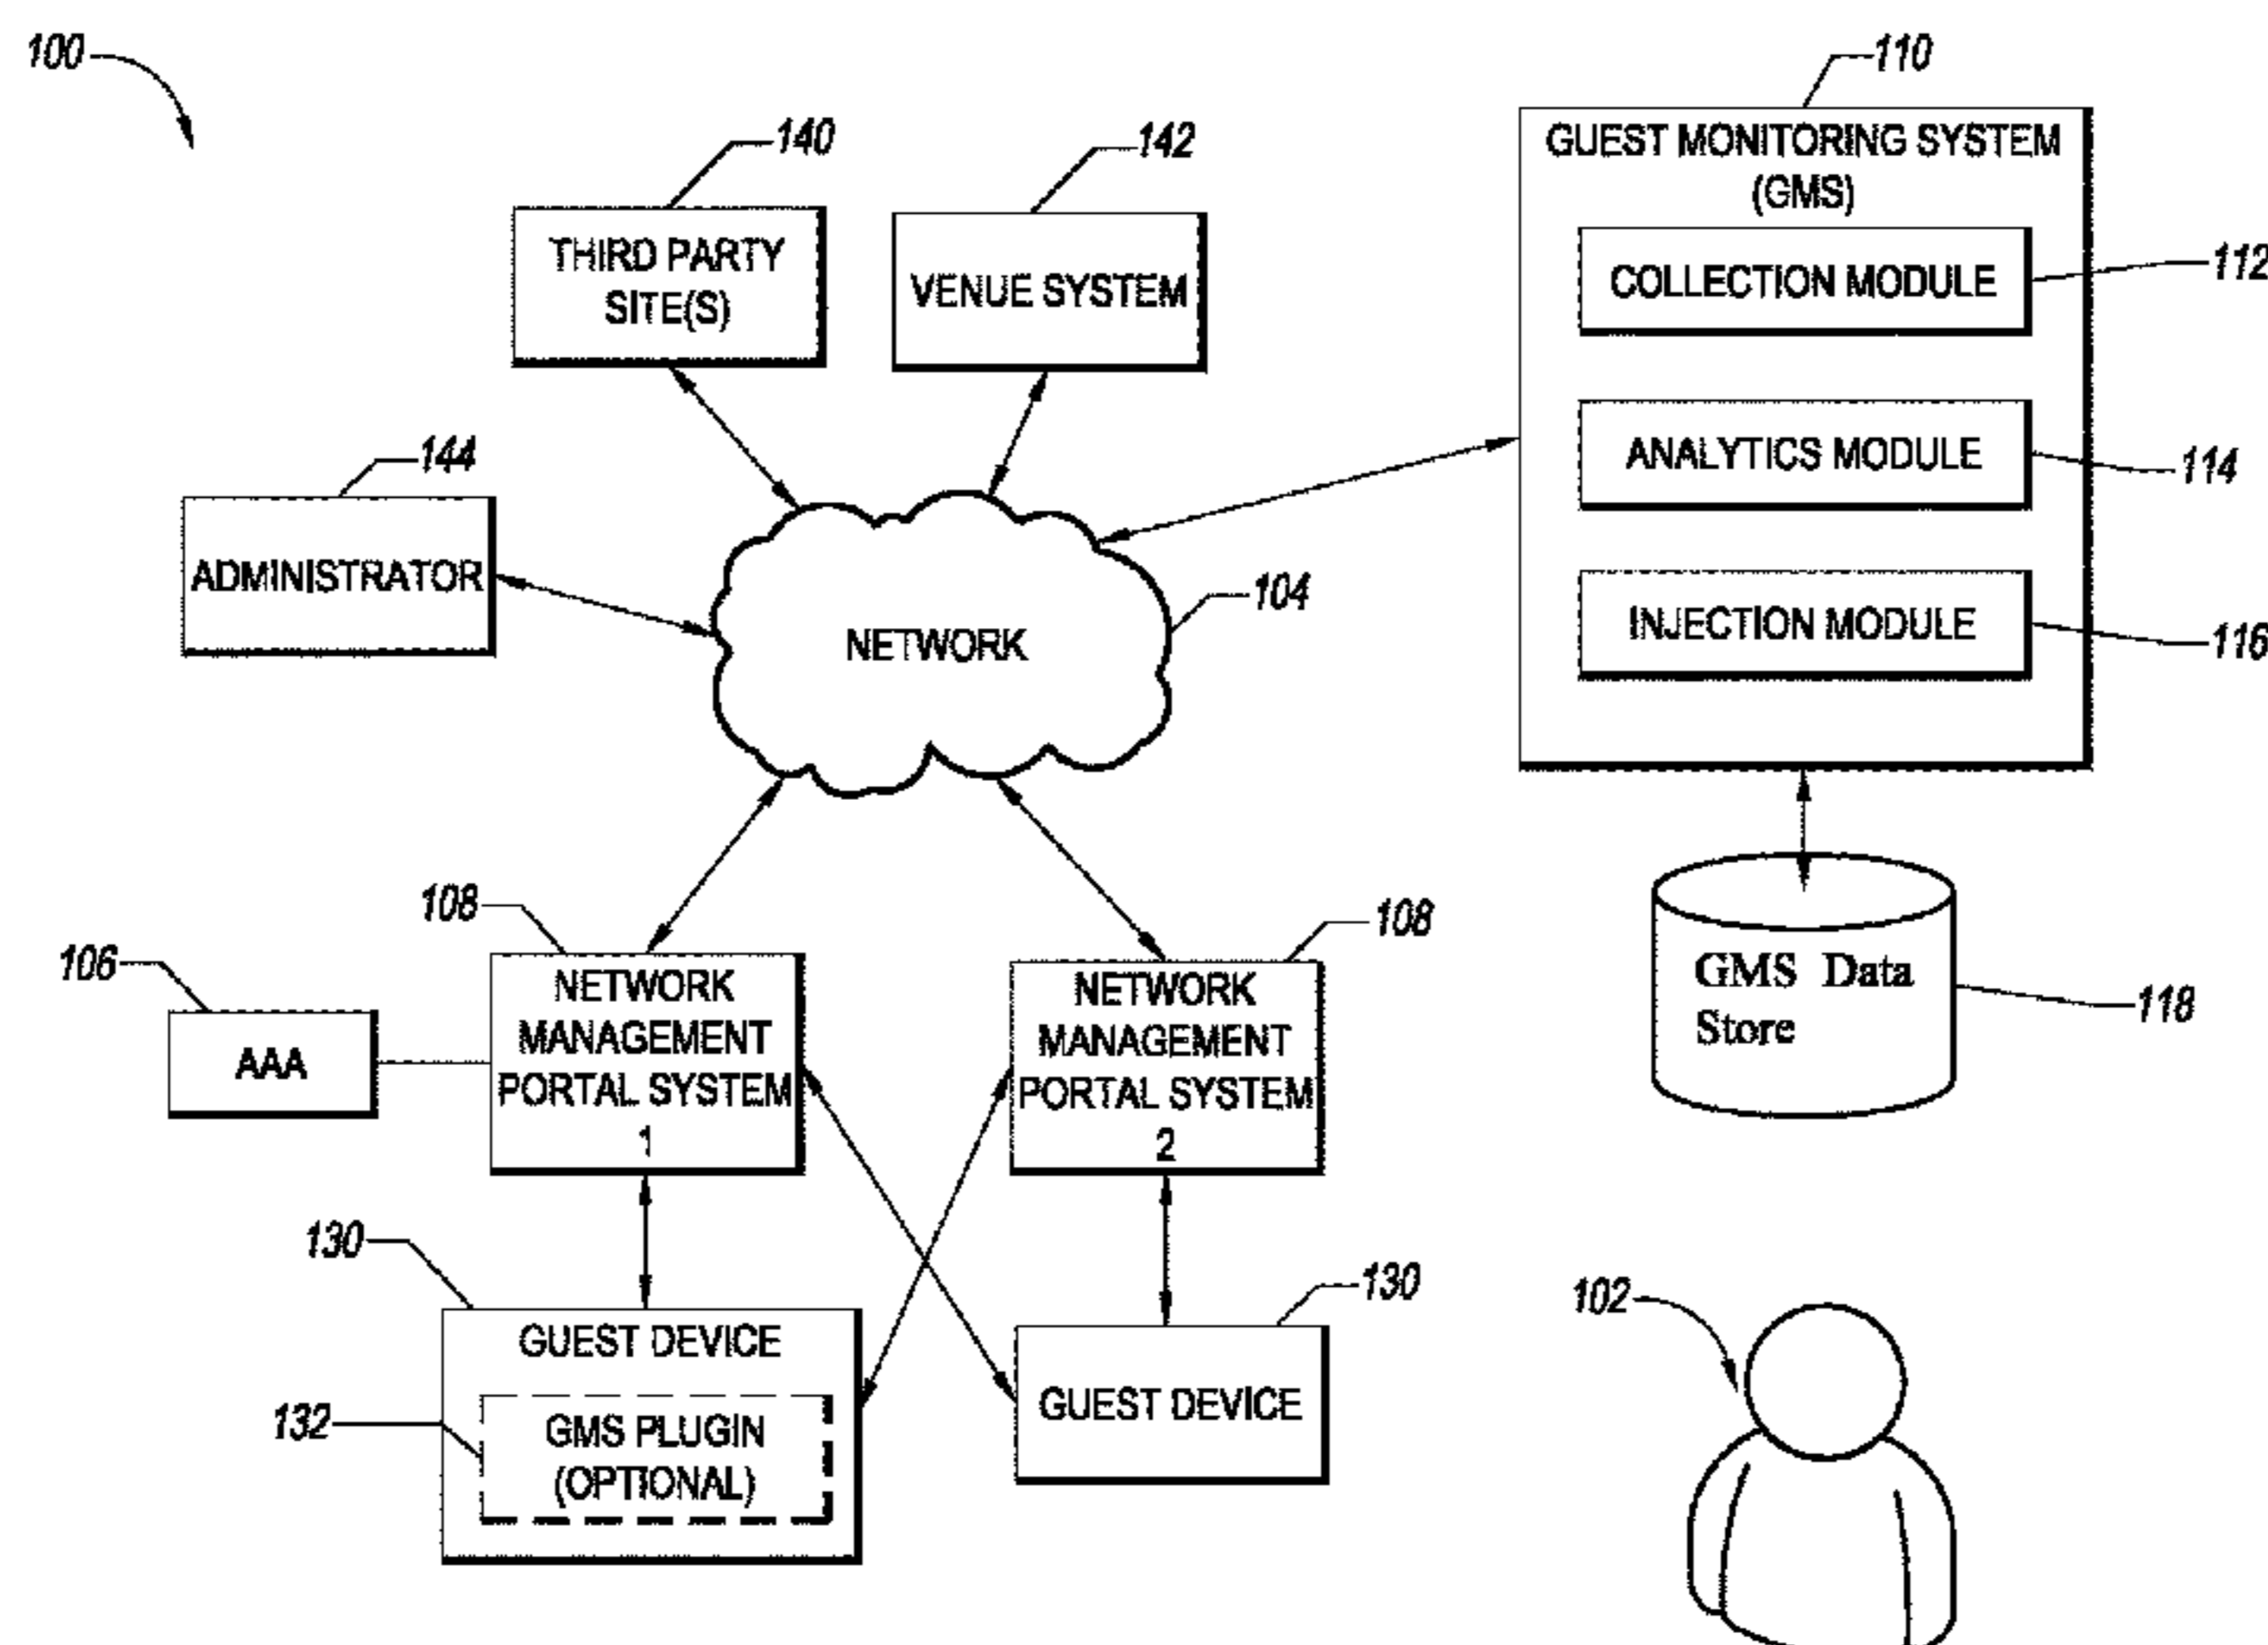 100
110
140
142
GUEST MONITORING SYSTEM
(GMS)
THIRD PARTY
SITE(S)
VENUE SYSTEM
COLLECTION MODULE
112
144
ANALYTICS MODULE
114
ADMINISTRATOR
104
NETWORK
INJECTION MODULE
116
108
108
106
NETWORK
MANAGEMENT
PORTAL SYSTEM
1
NETWORK
MANAGEMENT
PORTAL SYSTEM
2
GMS Data
Store
118
AAA
130
130
102
GUEST DEVICE
132
GMS PLUGIN
(OPTIONAL)
GUEST DEVICE